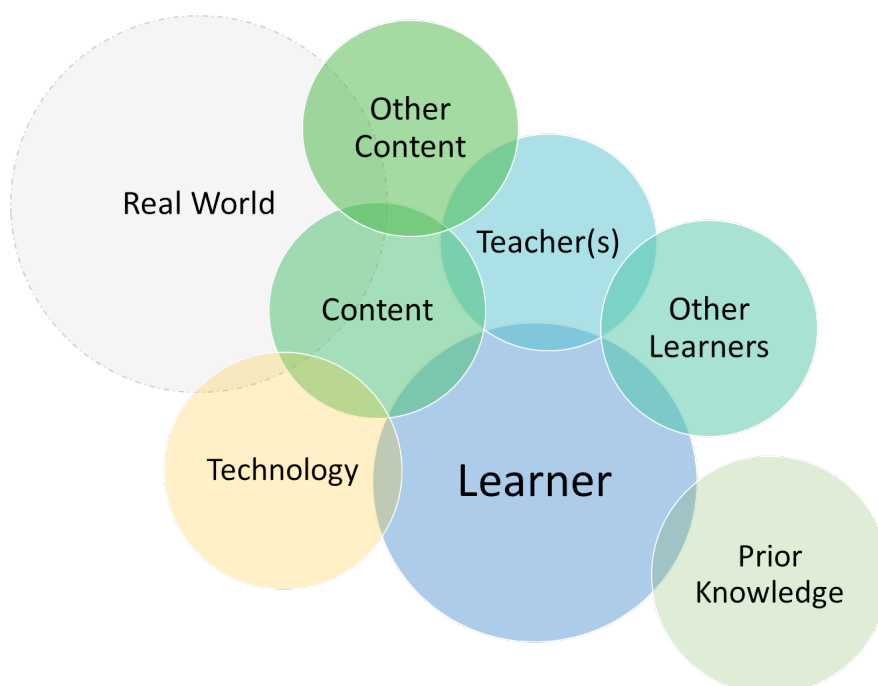 Other
Content
Real World
Teacher(s)
Content
Other
Learners
Technology
Learner
Prior
Knowledge